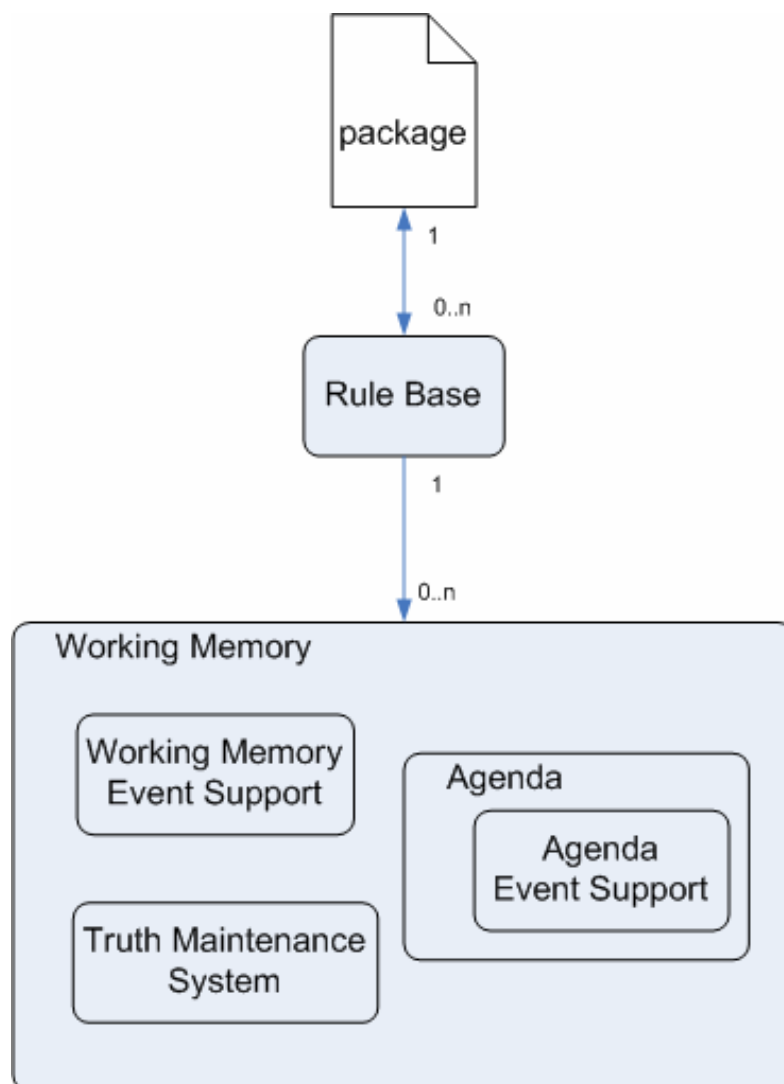 package
1
0..n
Rule Base
1
0..n
Working Memory
Working Memory
Event Support
Agenda
Agenda
Event Support
Truth Maintenance
System